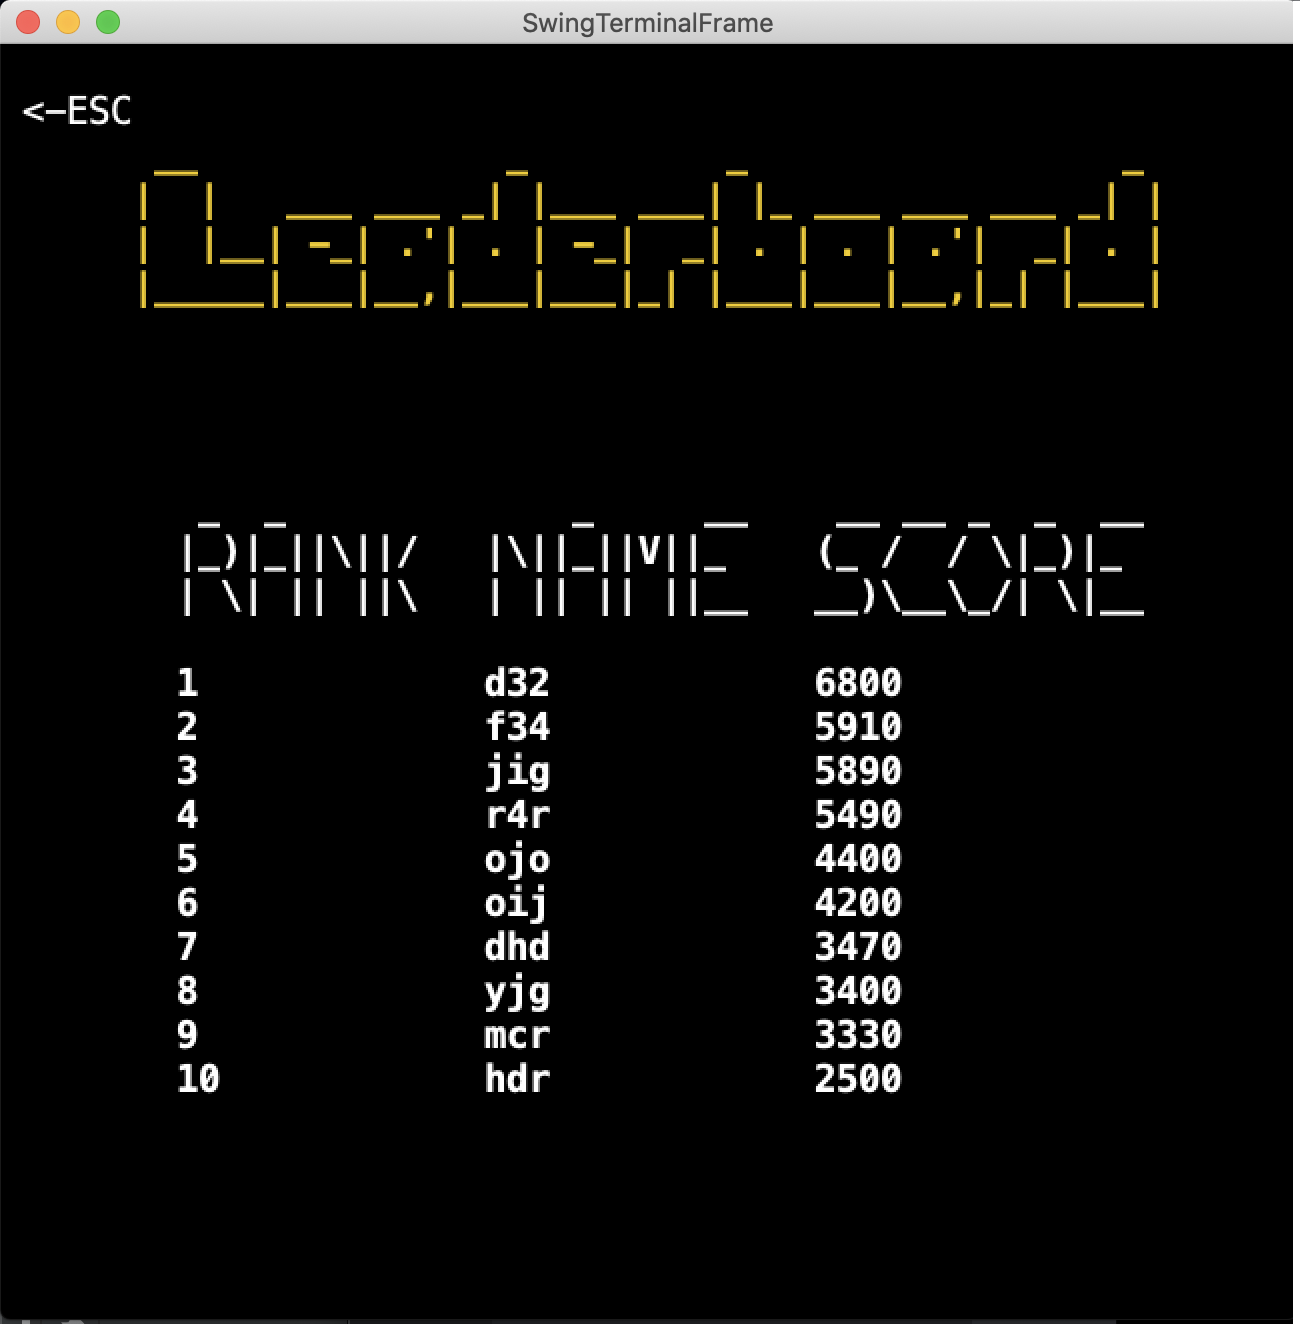 SwingTerminalFrame
<-ESC
Leaderboard
RANK NAME SCORE
1 d32 6800
2 f34 5910
3 jig 5890
4 r4r 5490
5 ojo 4400
6 oij 4200
7 dhd 3470
8 yjg 3400
9 mcr 3330
10 hdr 2500